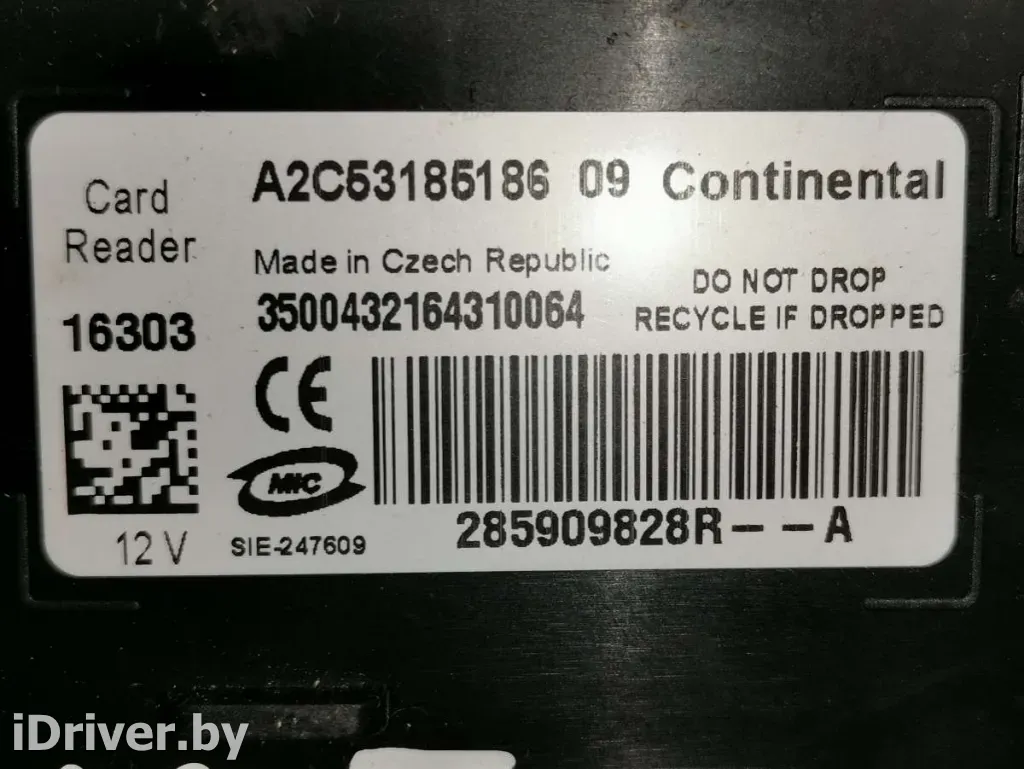 Card
Reader
16303
12 V
A2C53185186 09 Continental
Made in Czech Republic
3500432164310064
DO NOT DROP
RECYCLE IF DROPPED
CE
MIC
SIE-247609
285909828R--A
iDriver.by